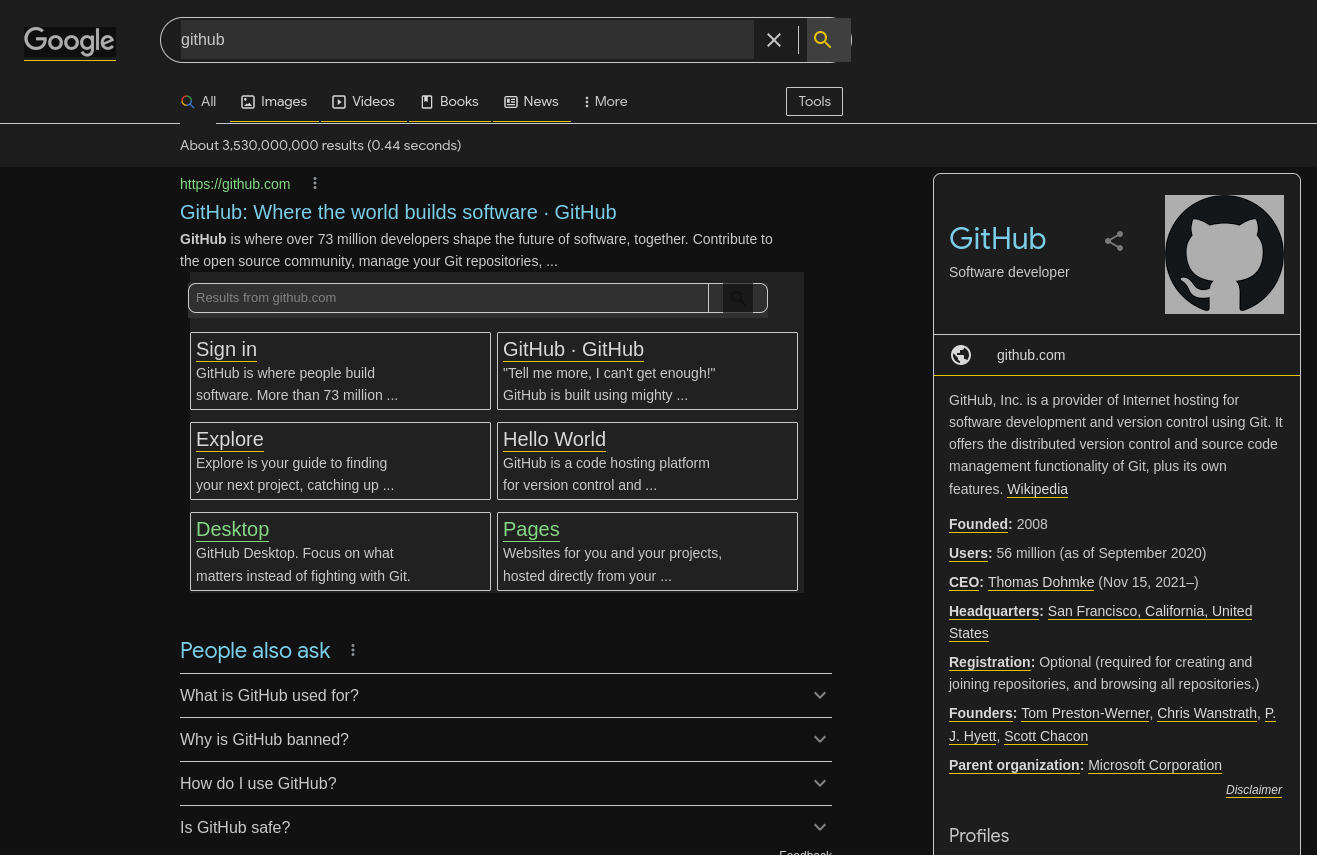 Google
github
All Images Videos Books News More Tools
About 3,530,000,000 results (0.44 seconds)
https://github.com
GitHub: Where the world builds software · GitHub
GitHub is where over 73 million developers shape the future of software, together. Contribute to
the open source community, manage your Git repositories, ...
Results from github.com
Sign in
GitHub is where people build
software. More than 73 million ...
GitHub · GitHub
"Tell me more, I can't get enough!"
GitHub is built using mighty ...
Explore
Explore is your guide to finding
your next project, catching up ...
Hello World
GitHub is a code hosting platform
for version control and ...
Desktop
GitHub Desktop. Focus on what
matters instead of fighting with Git.
Pages
Websites for you and your projects,
hosted directly from your ...
People also ask
What is GitHub used for?
Why is GitHub banned?
How do I use GitHub?
Is GitHub safe?
Feedback
GitHub
Software developer
github.com
GitHub, Inc. is a provider of Internet hosting for
software development and version control using Git. It
offers the distributed version control and source code
management functionality of Git, plus its own
features. Wikipedia
Founded: 2008
Users: 56 million (as of September 2020)
CEO: Thomas Dohmke (Nov 15, 2021–)
Headquarters: San Francisco, California, United
States
Registration: Optional (required for creating and
joining repositories, and browsing all repositories.)
Founders: Tom Preston-Werner, Chris Wanstrath, P.
J. Hyett, Scott Chacon
Parent organization: Microsoft Corporation
Disclaimer
Profiles